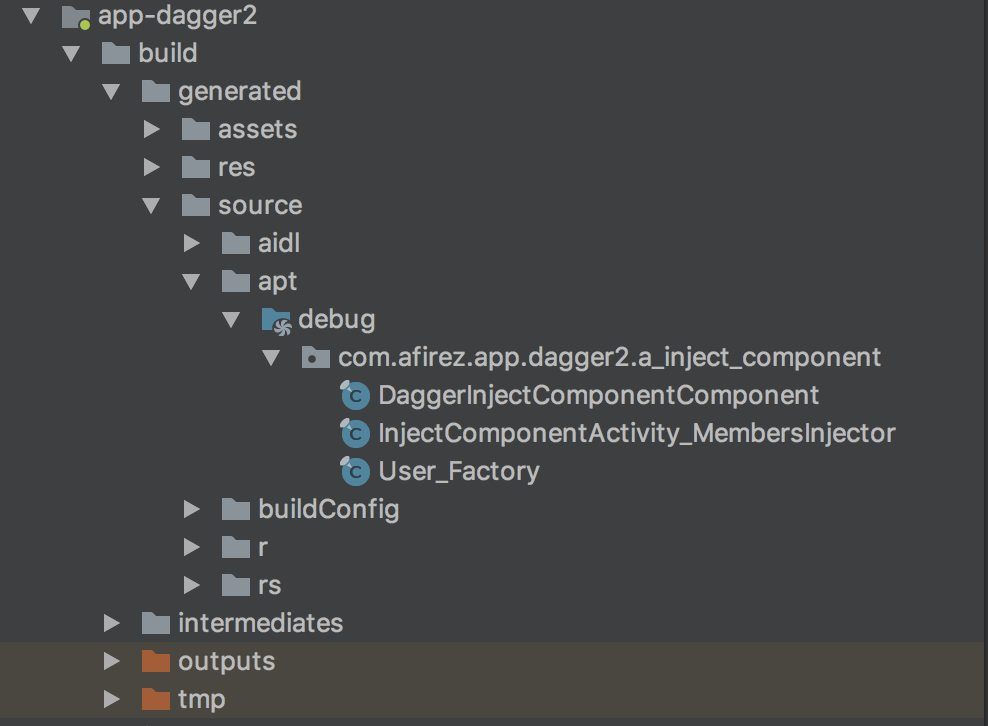 app-dagger2
build
generated
assets
res
source
aidl
apt
debug
com.afirez.app.dagger2.a_inject_component
DaggerInjectComponentComponent
InjectComponentActivity_MembersInjector
User_Factory
buildConfig
r
rs
intermediates
outputs
tmp